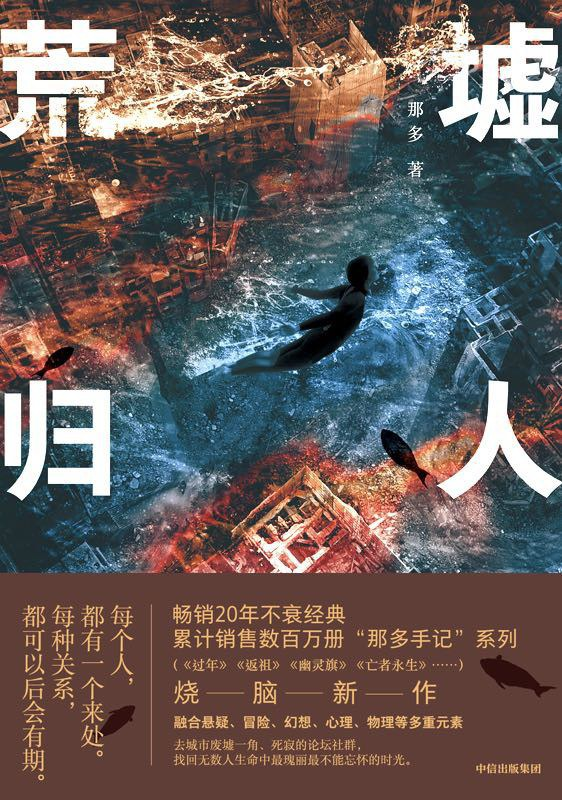 荒墟
归人
那多 著
每个人，
都有一个来处。
每种关系，
都可以后会有期。
畅销20年不衰经典
累计销售数百万册“那多手记”系列
（《过年》《返祖》《幽灵旗》《亡者永生》……）
烧——脑——新——作
融合悬疑、冒险、幻想、心理、物理等多重元素
去城市废墟一角、死寂的论坛社群，
找回无数人生命中最瑰丽最不能忘怀的时光。
中信出版集团